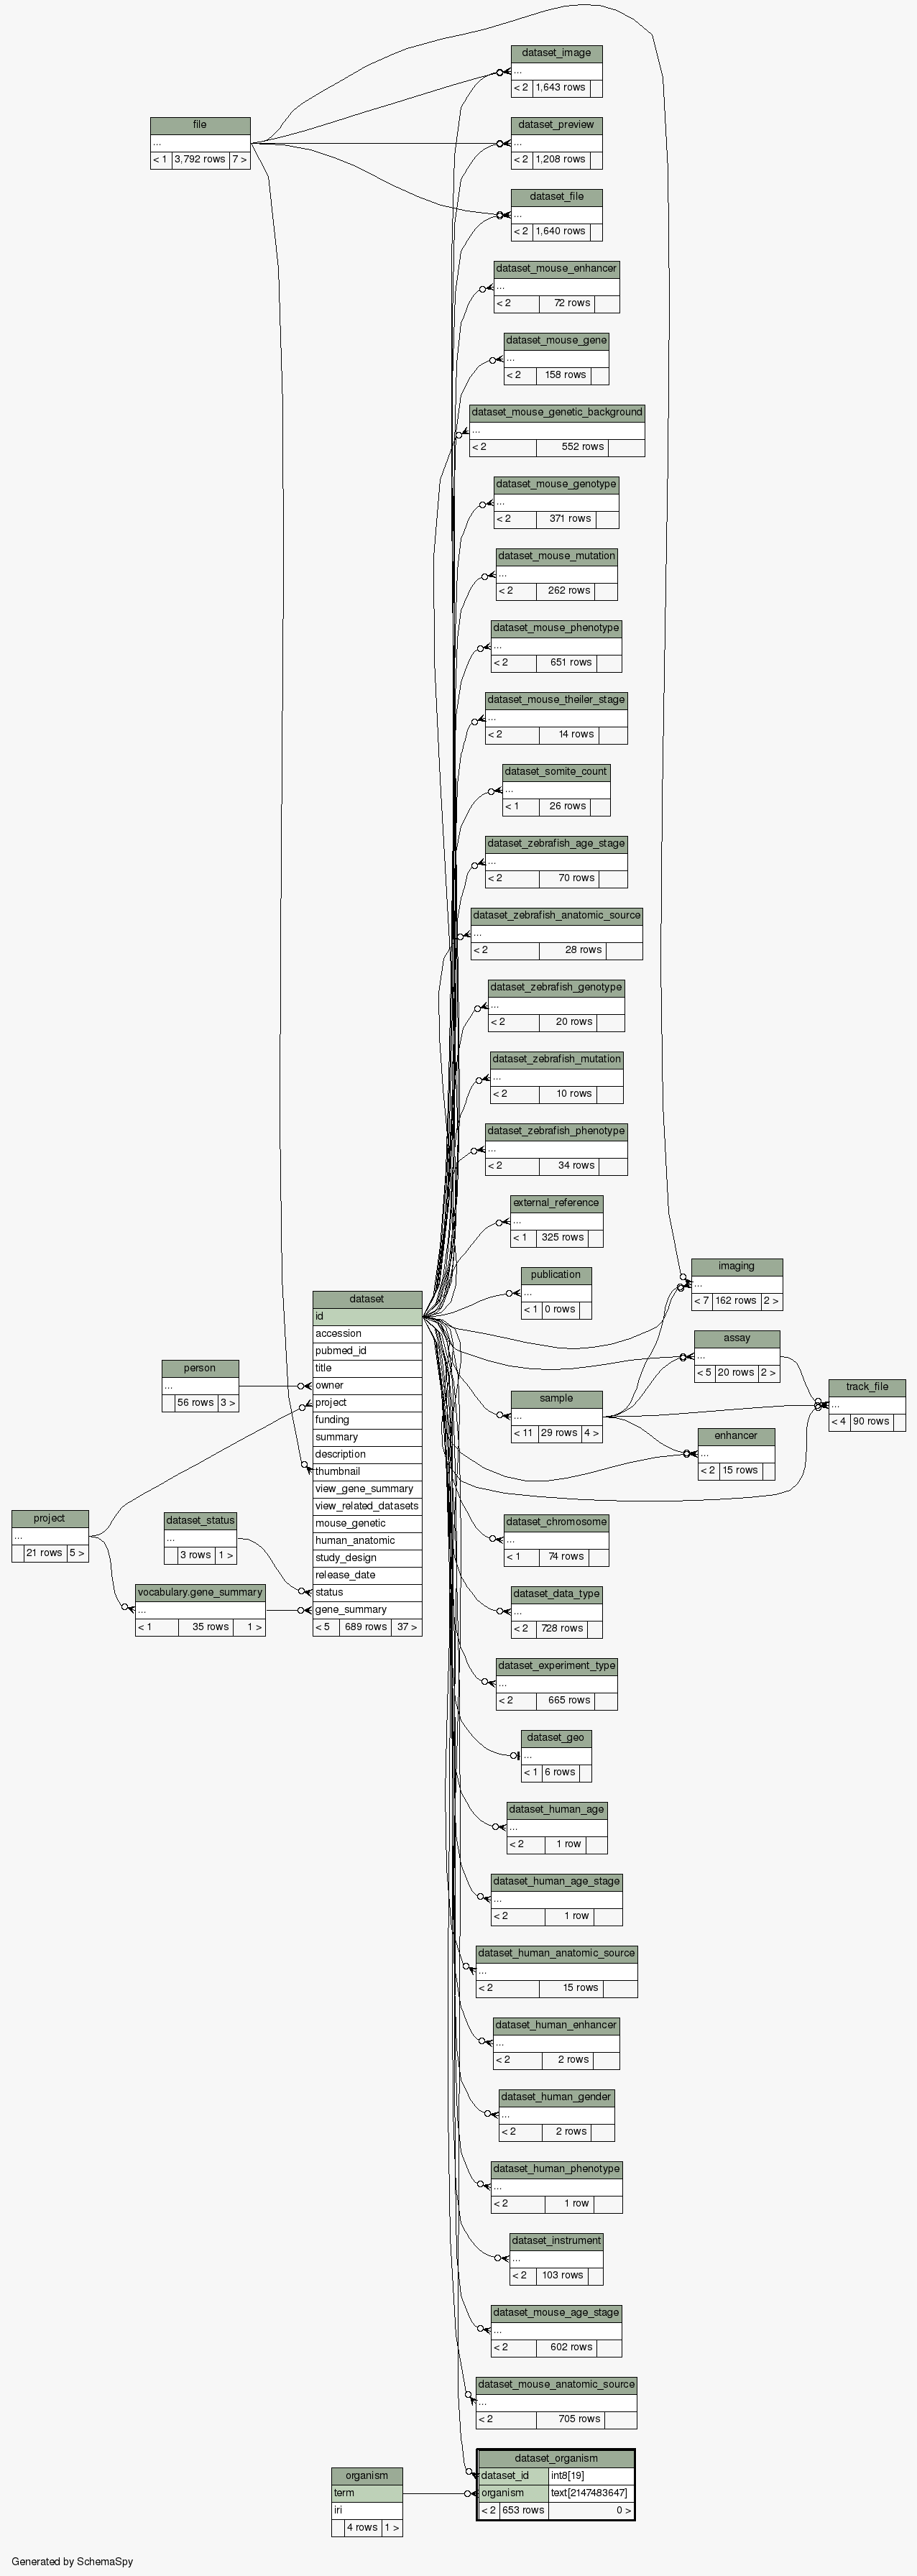 dataset_image
...
< 2 1,643 rows
file
...
< 1 3,792 rows 7 >
dataset_preview
...
< 2 1,208 rows
dataset_file
...
< 2 1,640 rows
dataset_mouse_enhancer
...
< 2 72 rows
dataset_mouse_gene
...
< 2 158 rows
dataset_mouse_genetic_background
...
< 2 552 rows
dataset_mouse_genotype
...
< 2 371 rows
dataset_mouse_mutation
...
< 2 262 rows
dataset_mouse_phenotype
...
< 2 651 rows
dataset_mouse_theiler_stage
...
< 2 14 rows
dataset_somite_count
...
< 1 26 rows
dataset_zebrafish_age_stage
...
< 2 70 rows
dataset_zebrafish_anatomic_source
...
< 2 28 rows
dataset_zebrafish_genotype
...
< 2 20 rows
dataset_zebrafish_mutation
...
< 2 10 rows
dataset_zebrafish_phenotype
...
< 2 34 rows
external_reference
...
< 1 325 rows
publication
...
< 1 0 rows
imaging
...
< 7 162 rows 2 >
assay
...
< 5 20 rows 2 >
track_file
...
< 4 90 rows
sample
...
< 11 29 rows 4 >
enhancer
...
< 2 15 rows
dataset
id
accession
pubmed_id
title
owner
project
funding
summary
description
thumbnail
view_gene_summary
view_related_datasets
mouse_genetic
human_anatomic
study_design
release_date
status
gene_summary
< 5 689 rows 37 >
person
...
56 rows 3 >
project
...
21 rows 5 >
dataset_status
...
3 rows 1 >
vocabulary.gene_summary
...
< 1 35 rows 1 >
dataset_chromosome
...
< 1 74 rows
dataset_data_type
...
< 2 728 rows
dataset_experiment_type
...
< 2 665 rows
dataset_geo
...
< 1 6 rows
dataset_human_age
...
< 2 1 row
dataset_human_age_stage
...
< 2 1 row
dataset_human_anatomic_source
...
< 2 15 rows
dataset_human_enhancer
...
< 2 2 rows
dataset_human_gender
...
< 2 2 rows
dataset_human_phenotype
...
< 2 1 row
dataset_instrument
...
< 2 103 rows
dataset_mouse_age_stage
...
< 2 602 rows
dataset_mouse_anatomic_source
...
< 2 705 rows
dataset_organism
dataset_id int8[19]
organism text[2147483647]
< 2 653 rows 0 >
organism
term
iri
4 rows 1 >
Generated by SchemaSpy